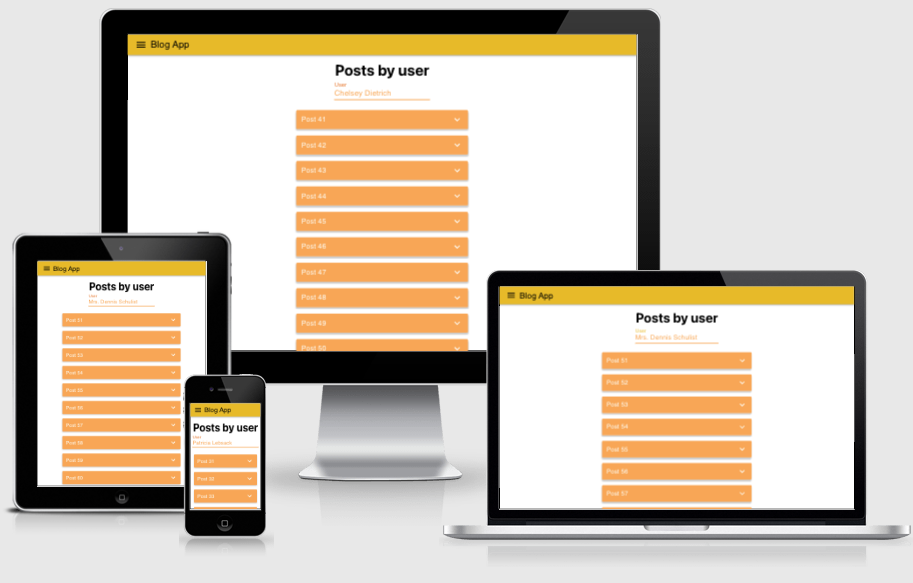 Blog App
Posts by user
User
Chelsey Dietrich
Post 41
Post 42
Post 43
Post 44
Post 45
Post 46
Post 47
Post 48
Post 49
Post 50
Blog App
Posts by user
User
Mrs. Dennis Schulist
Post 51
Post 52
Post 53
Post 54
Post 55
Post 56
Post 57
Post 58
Post 59
Post 60
Blog App
Posts by user
User
Patricia Lebsack
Post 31
Post 32
Post 33
Blog App
Posts by user
User
Mrs. Dennis Schulist
Post 51
Post 52
Post 53
Post 54
Post 55
Post 56
Post 57